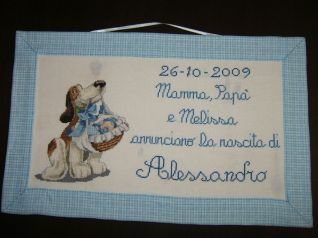 26-10-2009
Mamma, Papà
e Melissa
annunciano la nascita di
Alessandro